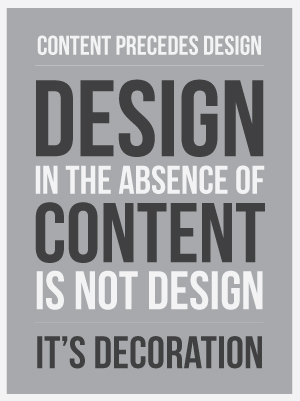 CONTENT PRECEDES DESIGN
DESIGN
IN THE ABSENCE OF
CONTENT
IS NOT DESIGN
IT'S DECORATION